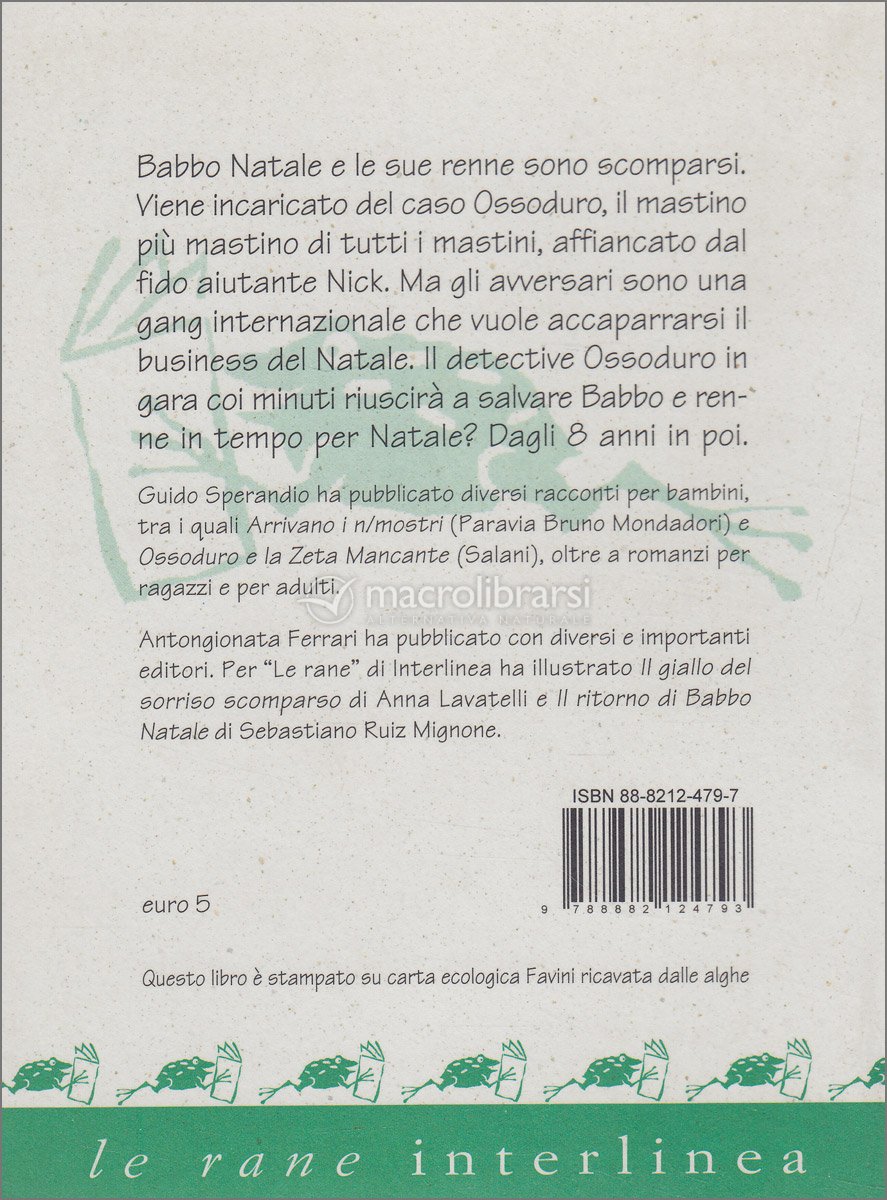 Babbo Natale e le sue renne sono scomparsi.
Viene incaricato del caso Ossoduro, il mastino
più mastino di tutti i mastini, affiancato dal
fido aiutante Nick. Ma gli avversari sono una
gang internazionale che vuole accaparrarsi il
business del Natale. Il detective Ossoduro in
gara coi minuti riuscirà a salvare Babbo e ren-
ne in tempo per Natale? Dagli 8 anni in poi.
Guido Sperandio ha pubblicato diversi racconti per bambini,
tra i quali Arrivano i n/mostri (Paravia Bruno Mondadori) e
Ossoduro e la Zeta Mancante (Salani), oltre a romanzi per
ragazzi e per adulti.
macrolibrarsi
ALTERNATIVA NATURALE
Antongionata Ferrari ha pubblicato con diversi e importanti
editori. Per “Le rane” di Interlinea ha illustrato Il giallo del
sorriso scomparso di Anna Lavatelli e Il ritorno di Babbo
Natale di Sebastiano Ruiz Mignone.
ISBN 88-8212-479-7
9 788882 124793
euro 5
Questo libro è stampato su carta ecologica Favini ricavata dalle alghe
le rane interlinea